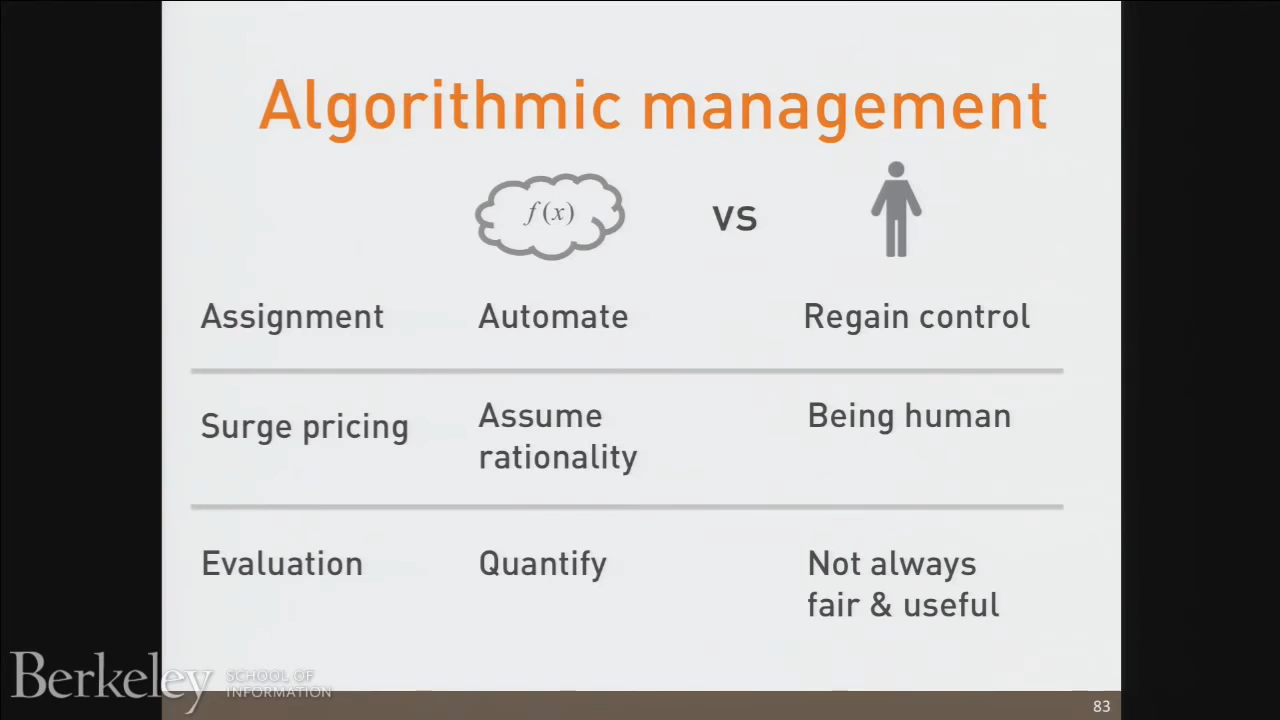 Algorithmic management
f(x)
vs
Assignment
Automate
Regain control
Surge pricing
Assume
rationality
Being human
Evaluation
Quantify
Not always
fair & useful
Berkeley
SCHOOL OF
INFORMATION
83